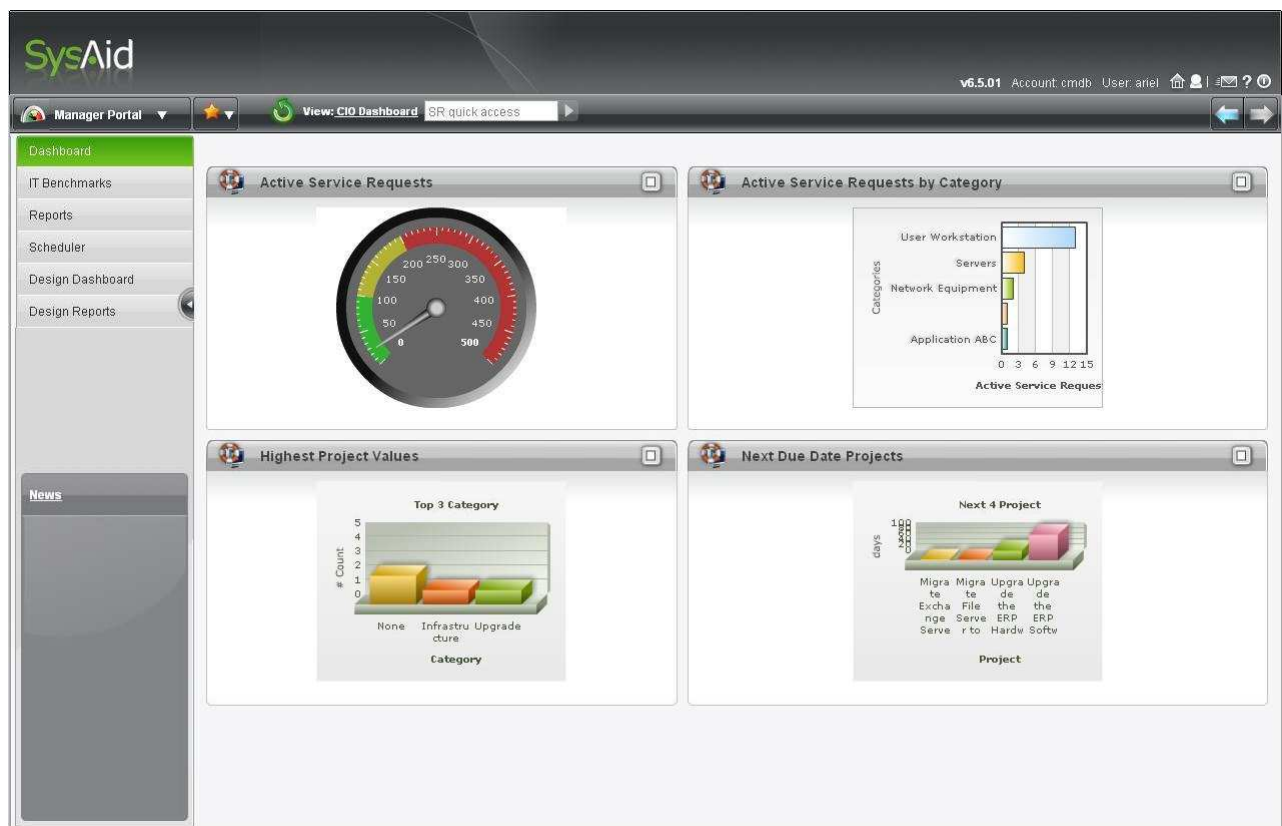 SysAid
v6.5.01 Account: cmdb User: ariel
Manager Portal
View: CIO Dashboard
SR quick access
Dashboard
IT Benchmarks
Reports
Scheduler
Design Dashboard
Design Reports
News
Active Service Requests
0
50
100
150
200
250
300
350
400
450
500
Active Service Requests by Category
Categories
User Workstation
Servers
Network Equipment
Application ABC
0 3 6 9 12 15
Active Service Reques
Highest Project Values
Top 3 Category
# Count
5
4
3
2
1
0
None
Infrastru
cture
Upgrade
Category
Next Due Date Projects
Next 4 Project
days
100
20
0
Migra Migra Upgra Upgra
te te de de
Excha File the the
nge Serve ERP ERP
Serve r to Hardw Softw
Project